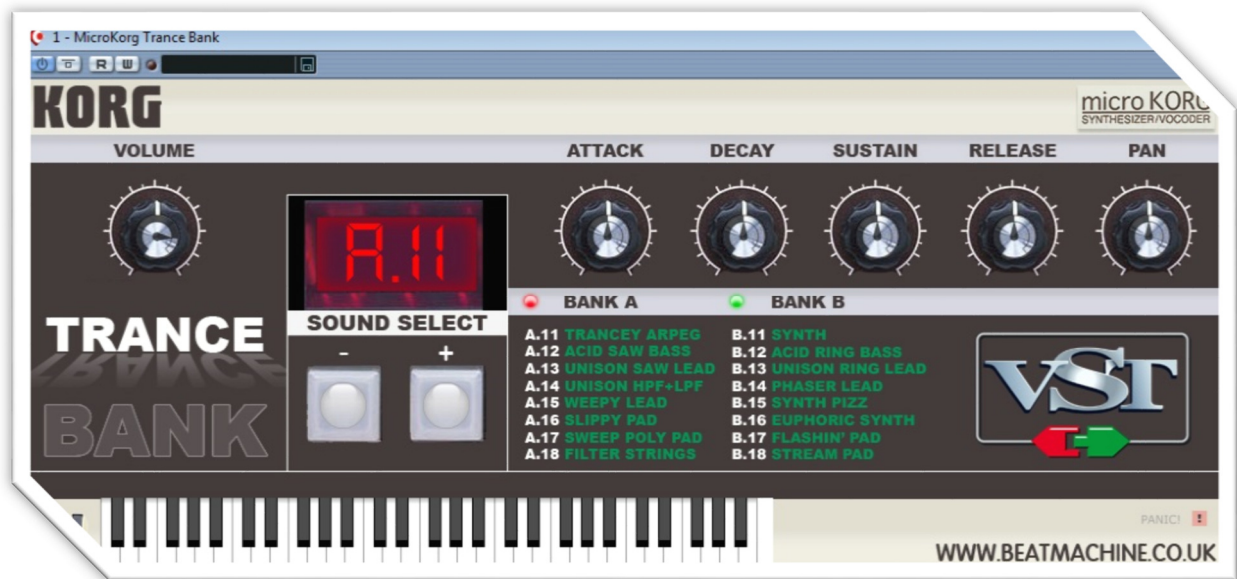 1 - MicroKorg Trance Bank
R W
KORG
micro KORG
SYNTHESIZER/VOCODER
VOLUME
ATTACK DECAY SUSTAIN RELEASE PAN
A.11
BANK A BANK B
TRANCE
BANK
SOUND SELECT
- +
A.11 TRANCEY ARPEG
A.12 ACID SAW BASS
A.13 UNISON SAW LEAD
A.14 UNISON HPF+LPF
A.15 WEEPY LEAD
A.16 SLIPPY PAD
A.17 SWEEP POLY PAD
A.18 FILTER STRINGS
B.11 SYNTH
B.12 ACID RING BASS
B.13 UNISON RING LEAD
B.14 PHASER LEAD
B.15 SYNTH PIZZ
B.16 EUPHORIC SYNTH
B.17 FLASHIN' PAD
B.18 STREAM PAD
VST
PANIC! !
WWW.BEATMACHINE.CO.UK